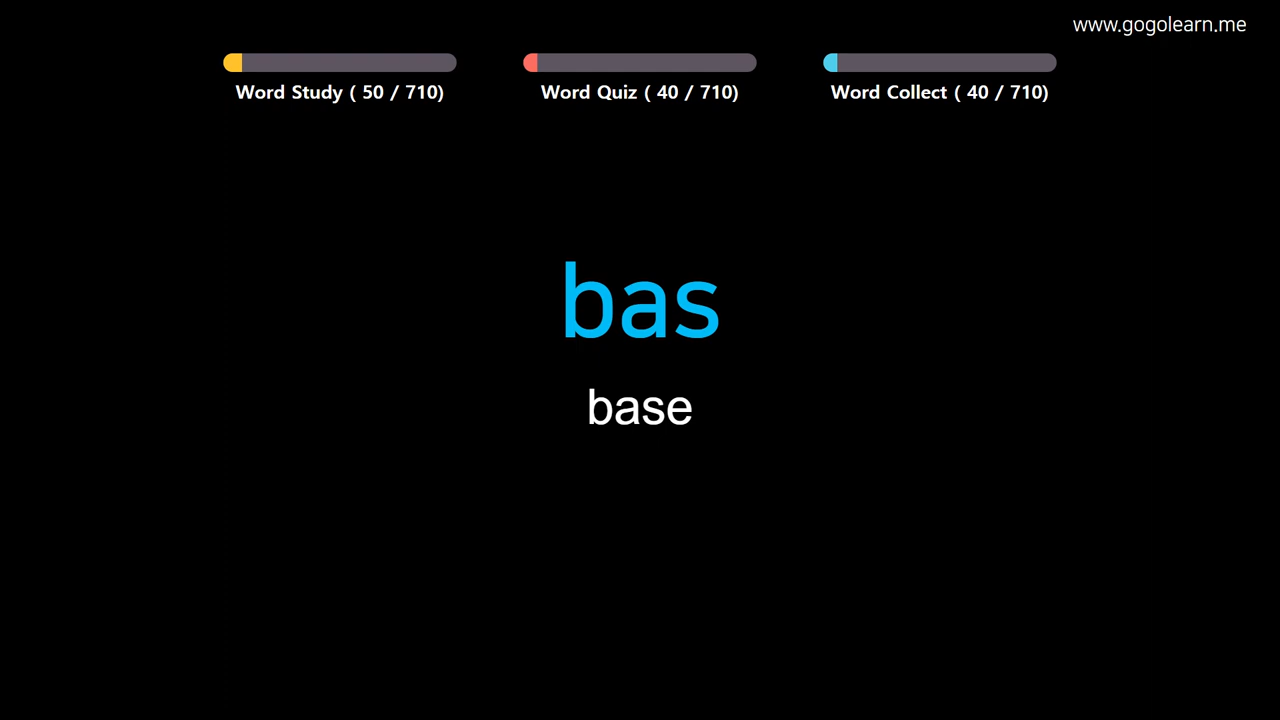 www.gogolearn.me
Word Study ( 50 / 710)
Word Quiz ( 40 / 710)
Word Collect ( 40 / 710)
bas
base